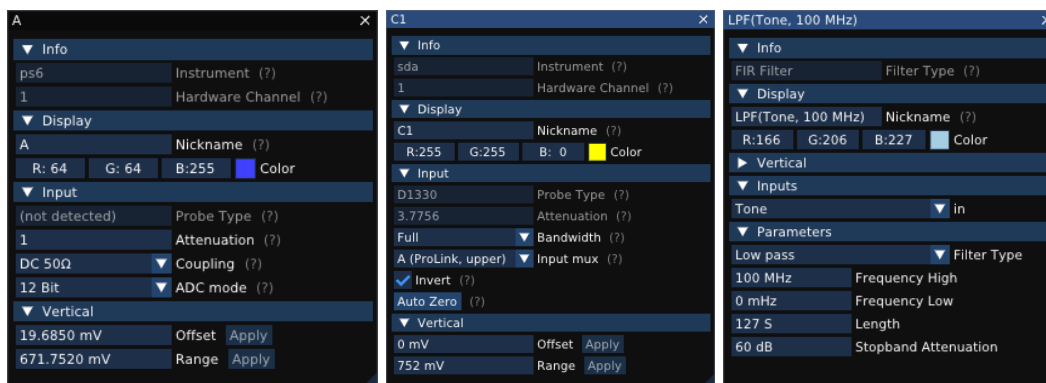 A
Info
ps6 Instrument (?)
1 Hardware Channel (?)
Display
A Nickname (?)
R: 64 G: 64 B:255 Color
Input
(not detected) Probe Type (?)
1 Attenuation (?)
DC 50Ω Coupling (?)
12 Bit ADC mode (?)
Vertical
19.6850 mV Offset Apply
671.7520 mV Range Apply
C1
Info
sda Instrument (?)
1 Hardware Channel (?)
Display
C1 Nickname (?)
R:255 G:255 B: 0 Color
Input
D1330 Probe Type (?)
3.7756 Attenuation (?)
Full Bandwidth (?)
A (ProLink, upper) Input mux (?)
Invert (?)
Auto Zero (?)
Vertical
0 mV Offset Apply
752 mV Range Apply
LPF(Tone, 100 MHz)
Info
FIR Filter Filter Type (?)
Display
LPF(Tone, 100 MHz) Nickname (?)
R:166 G:206 B:227 Color
Vertical
Inputs
Tone in
Parameters
Low pass Filter Type
100 MHz Frequency High
0 mHz Frequency Low
127 S Length
60 dB Stopband Attenuation